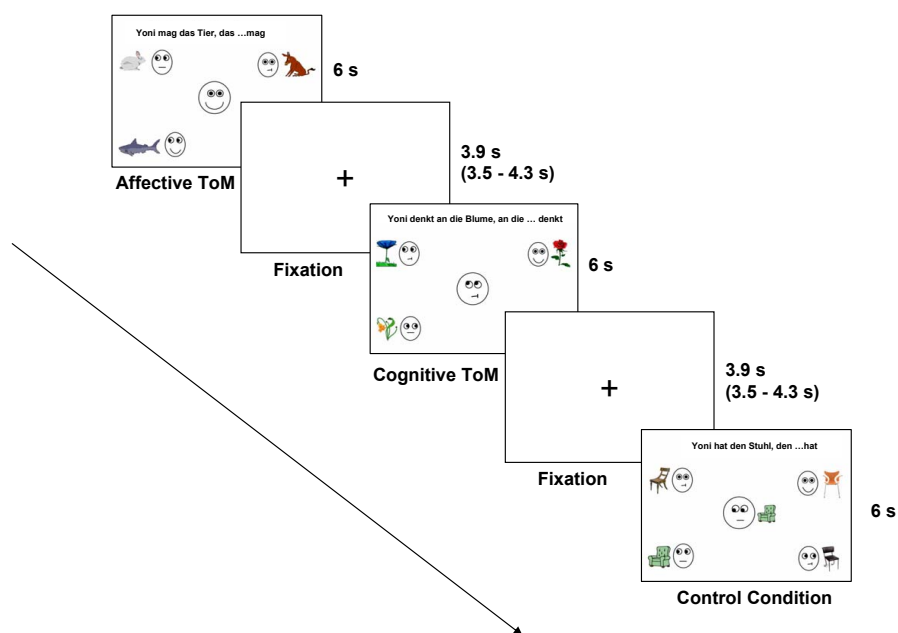 Yoni mag das Tier, das ...mag
6 s
Affective ToM
+
3.9 s
(3.5 - 4.3 s)
Fixation
Yoni denkt an die Blume, an die ... denkt
6 s
Cognitive ToM
+
3.9 s
(3.5 - 4.3 s)
Fixation
Yoni hat den Stuhl, den ...hat
6 s
Control Condition